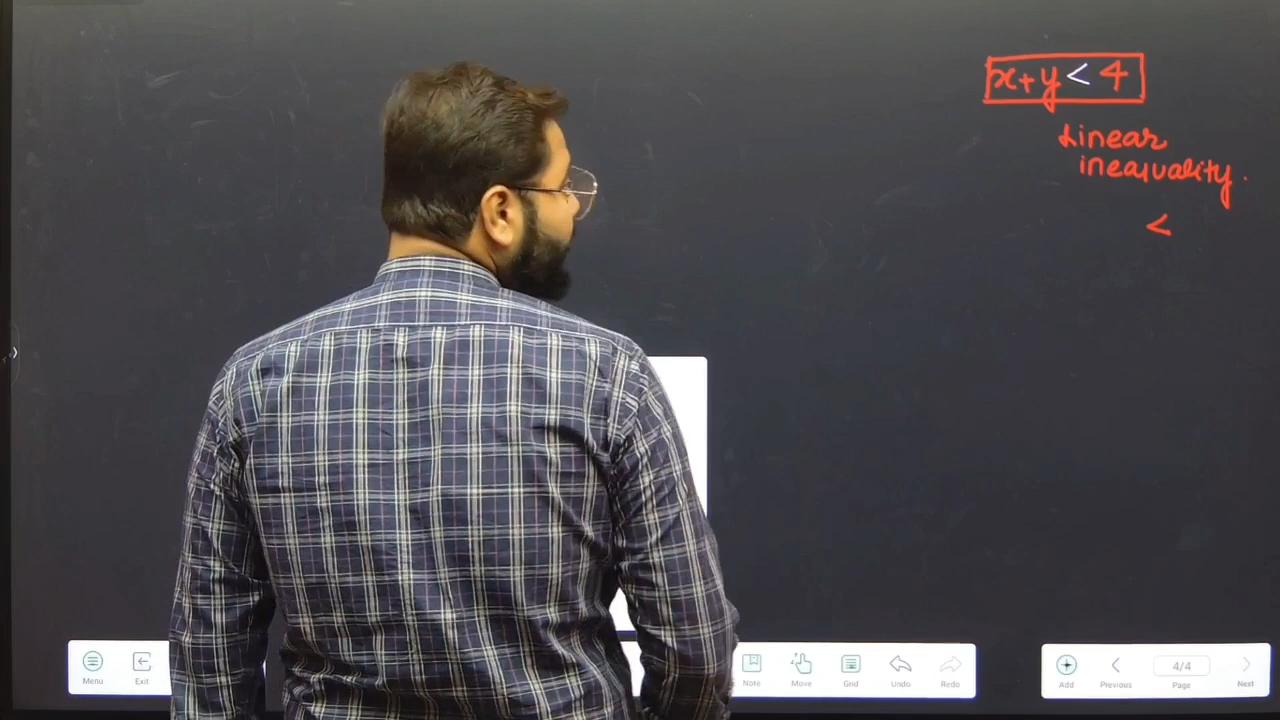 x+y < 4
Linear
inequality.
<
Menu
Exit
Note
Move
Grid
Undo
Redo
Add
Previous
4/4
Page
Next